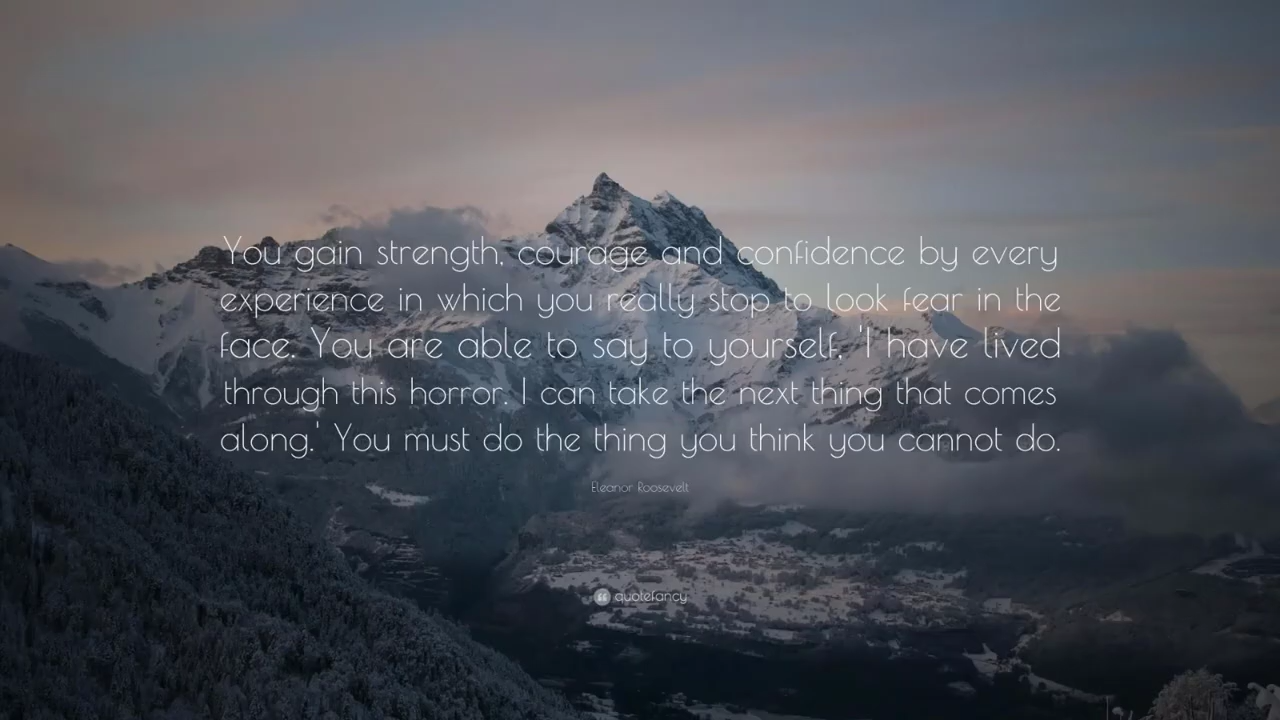 You gain strength, courage and confidence by every
experience in which you really stop to look fear in the
face. You are able to say to yourself, 'I have lived
through this horror. I can take the next thing that comes
along.' You must do the thing you think you cannot do.
Eleanor Roosevelt
quotefancy